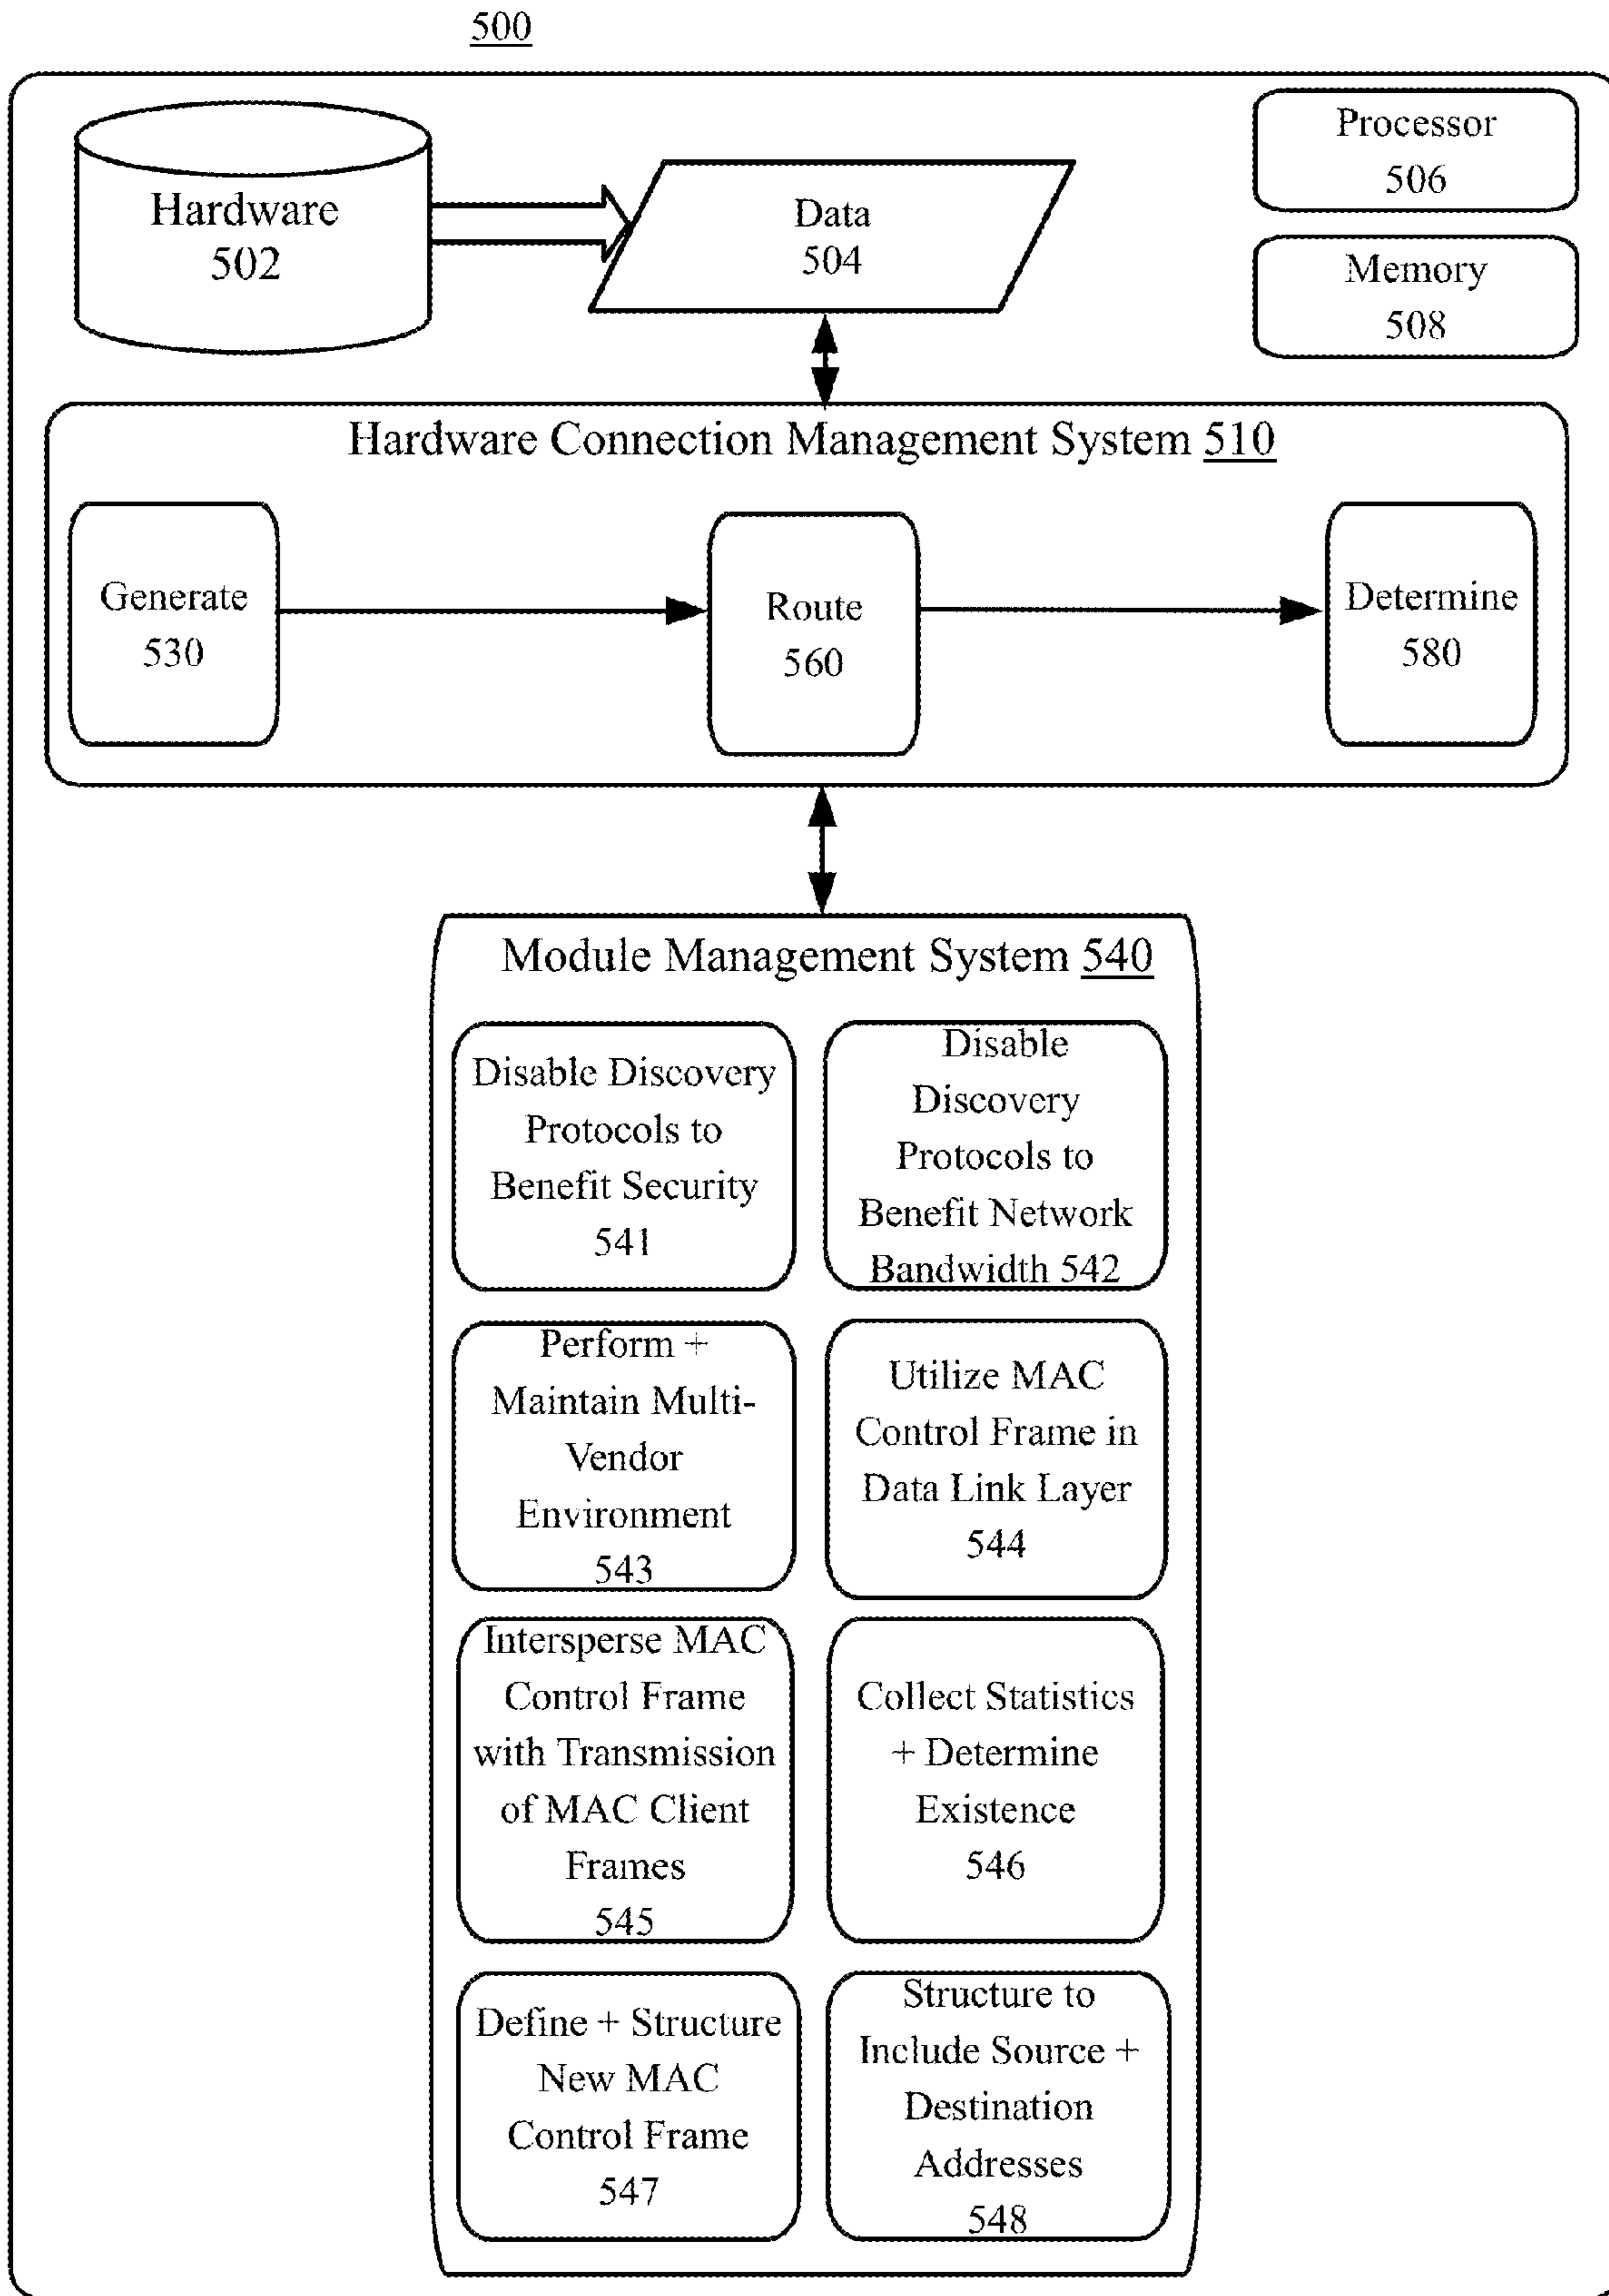 500
Hardware
502
Data
504
Processor
506
Memory
508
Hardware Connection Management System 510
Generate
530
Route
560
Determine
580
Module Management System 540
Disable Discovery
Protocols to
Benefit Security
541
Disable
Discovery
Protocols to
Benefit Network
Bandwidth 542
Perform +
Maintain Multi-
Vendor
Environment
543
Utilize MAC
Control Frame in
Data Link Layer
544
Intersperse MAC
Control Frame
with Transmission
of MAC Client
Frames
545
Collect Statistics
+ Determine
Existence
546
Define + Structure
New MAC
Control Frame
547
Structure to
Include Source +
Destination
Addresses
548